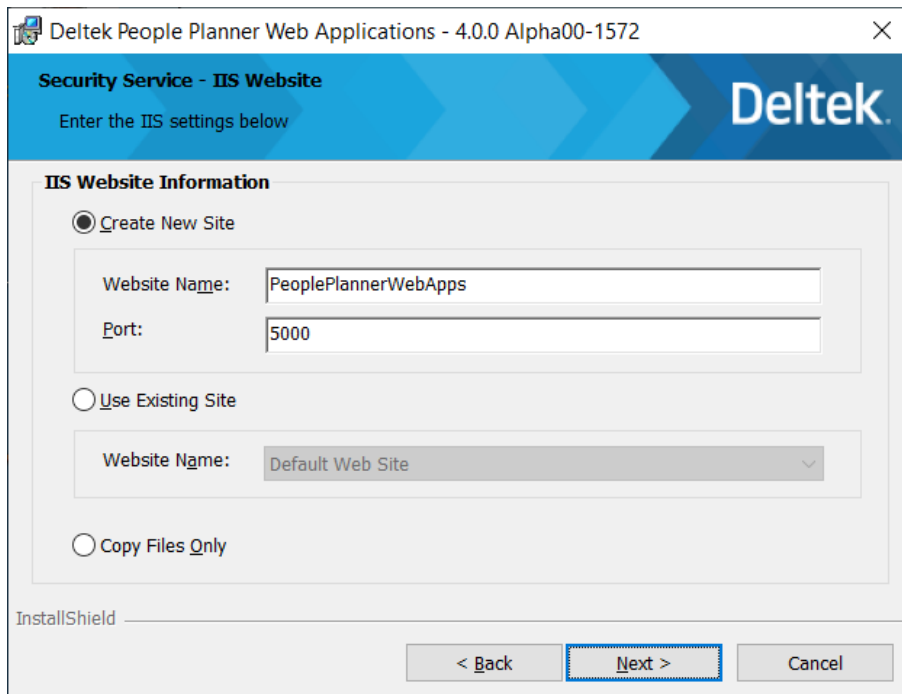 Deltek People Planner Web Applications - 4.0.0 Alpha00-1572
Security Service - IIS Website
Enter the IIS settings below
Deltek.
IIS Website Information
Create New Site
Website Name: PeoplePlannerWebApps
Port: 5000
Use Existing Site
Website Name: Default Web Site
Copy Files Only
InstallShield
< Back Next > Cancel